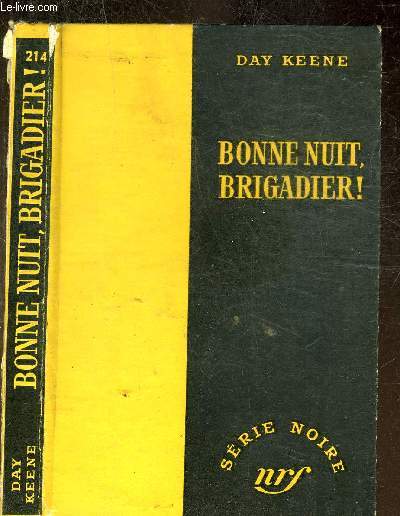 Le-livre.com
214
BONNE NUIT, BRIGADIER!
DAY
KEENE
DAY KEENE
BONNE NUIT,
BRIGADIER!
SÉRIE NOIRE
nrf